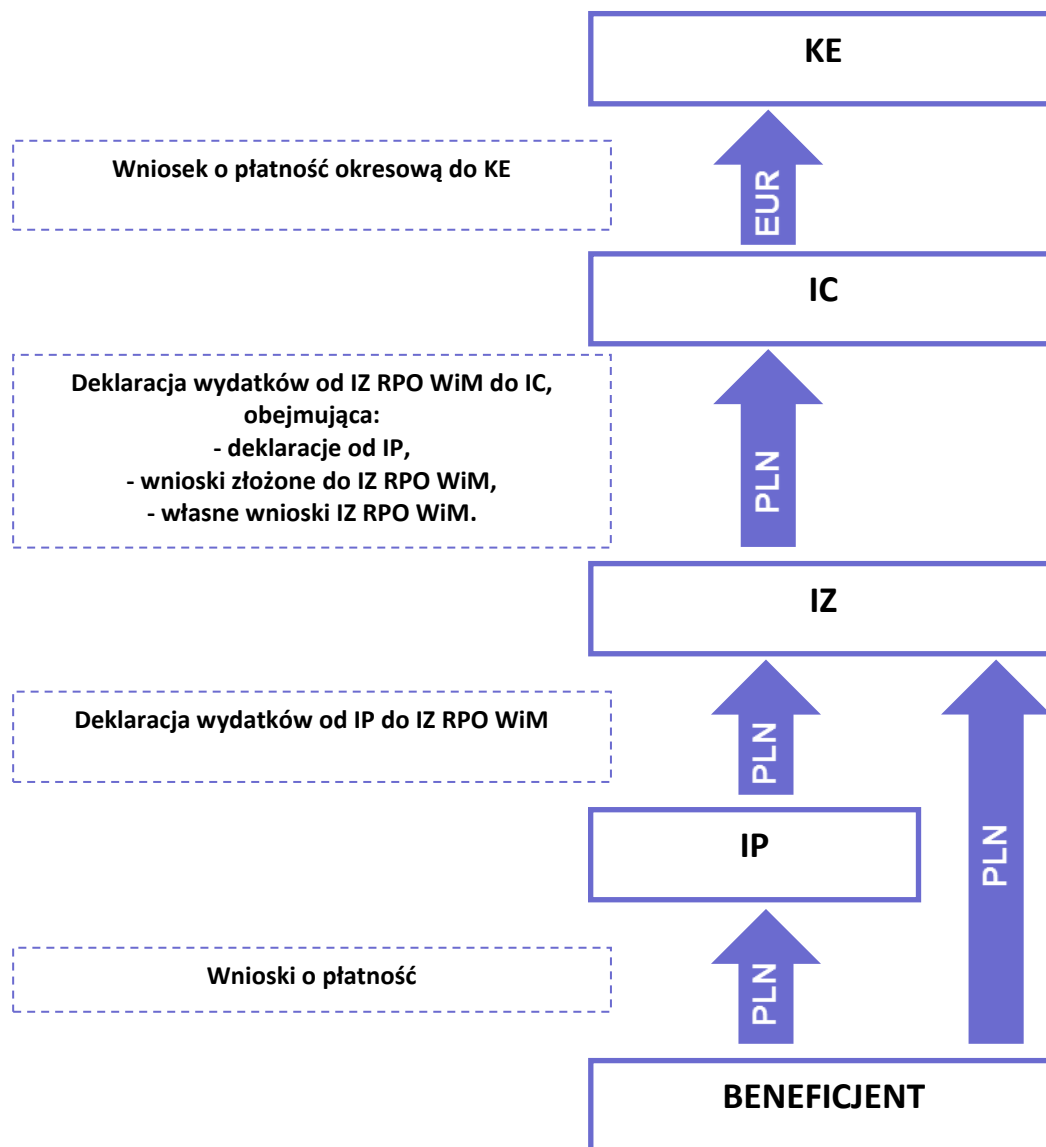 KE
Wniosek o płatność okresową do KE
EUR
IC
Deklaracja wydatków od IZ RPO WiM do IC,
obejmująca:
- deklaracje od IP,
- wnioski złożone do IZ RPO WiM,
- własne wnioski IZ RPO WiM.
PLN
IZ
Deklaracja wydatków od IP do IZ RPO WiM
PLN
PLN
IP
Wnioski o płatność
PLN
BENEFICJENT